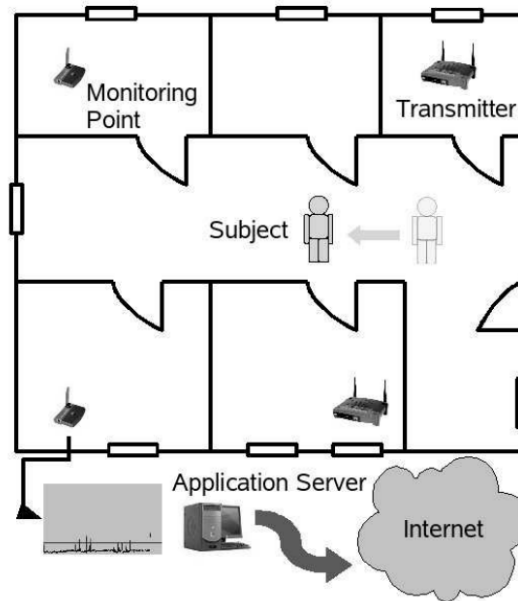 Monitoring
Point
Transmitter
Subject
Application Server
Internet